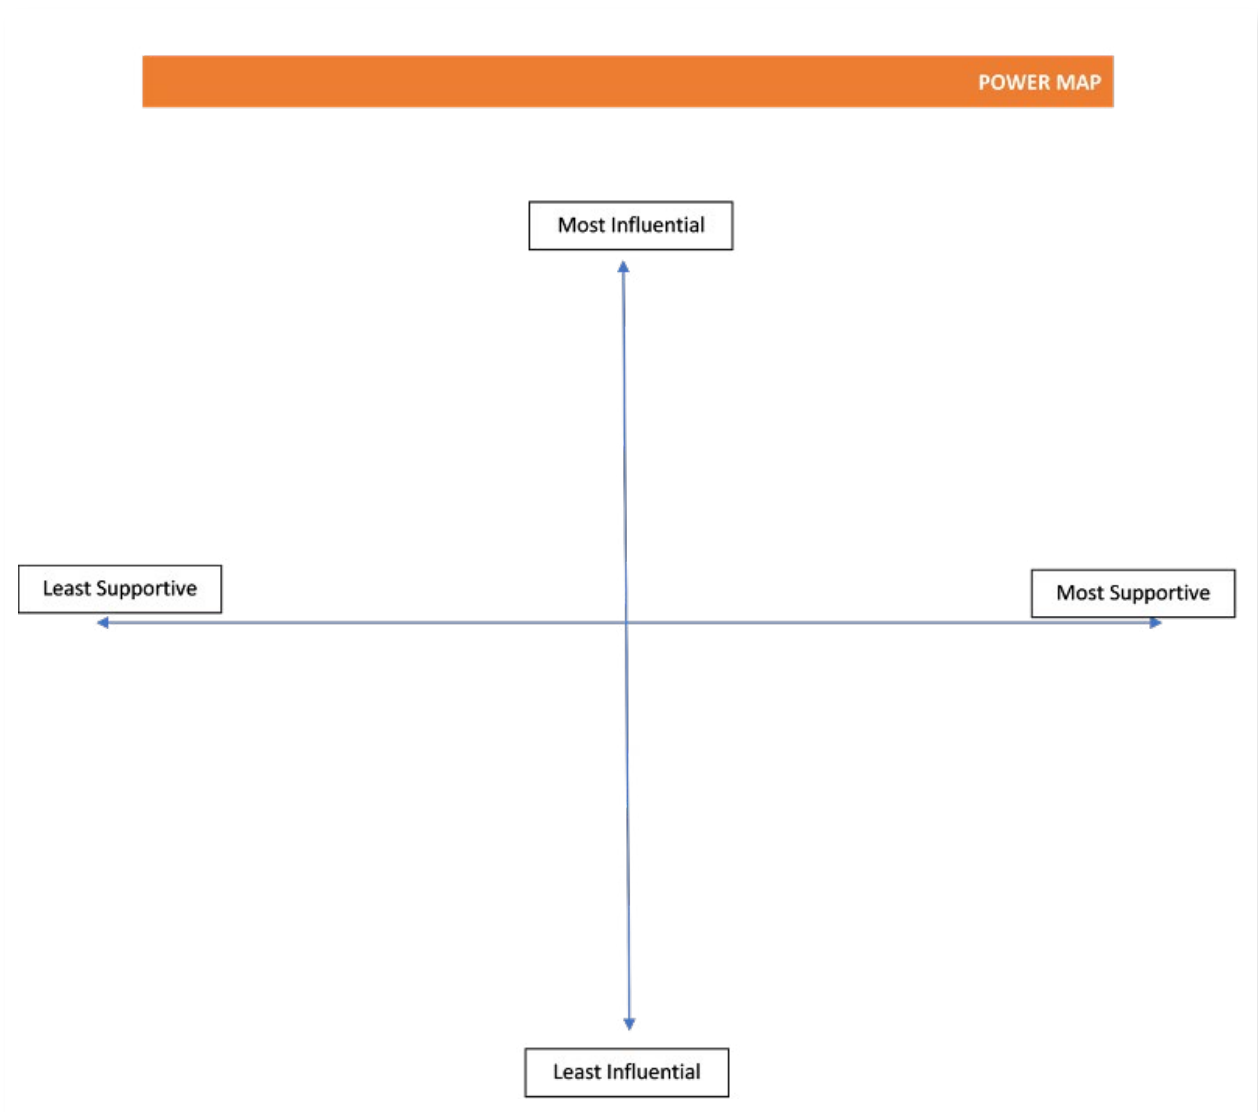 POWER MAP
Most Influential
Least Supportive
Most Supportive
Least Influential